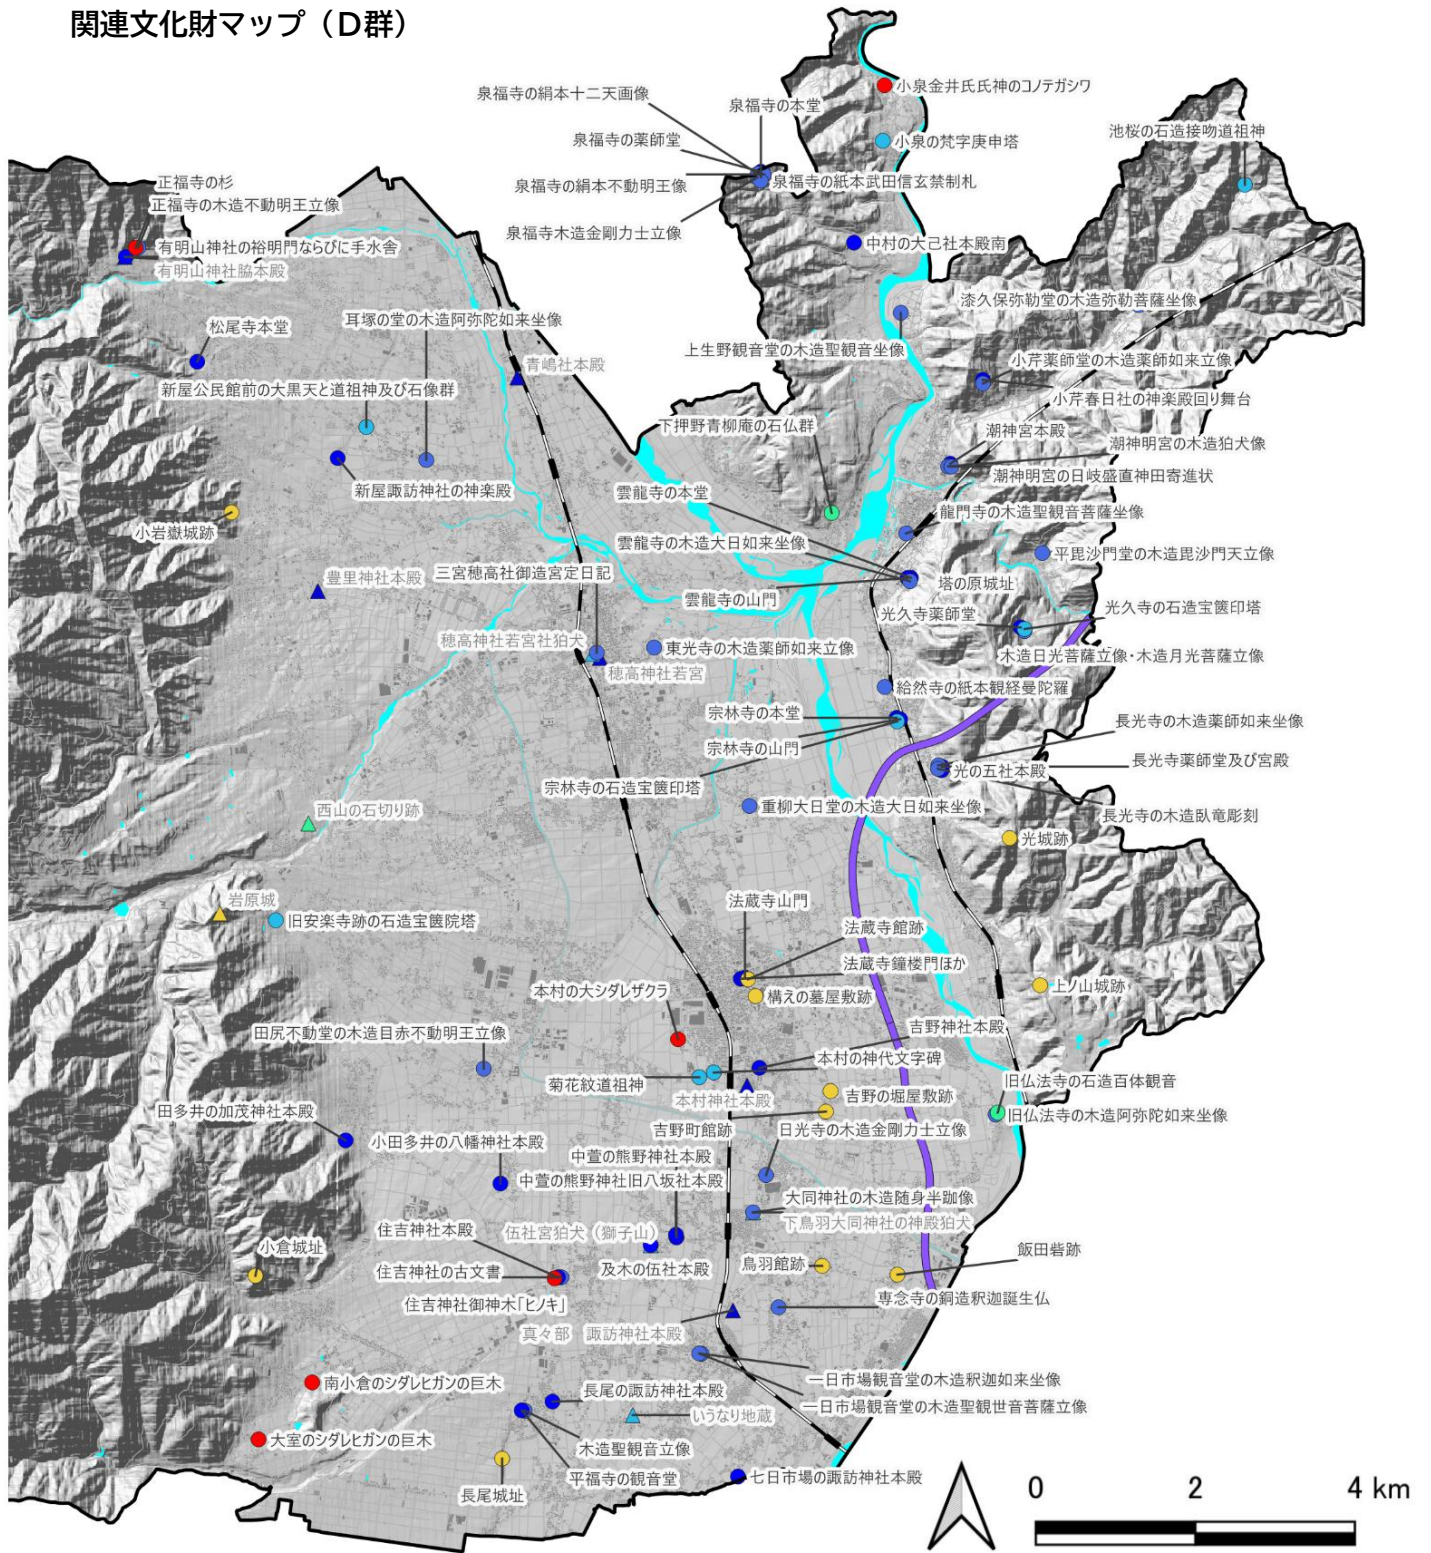 関連文化財マップ（D群）
小泉金井氏氏神のコノテガシワ
泉福寺の絹本十二天画像
泉福寺の本堂
池桜の石造接吻道祖神
泉福寺の薬師堂
小泉の梵字庚申塔
正福寺の杉
泉福寺の絹本不動明王像
泉福寺の紙本武田信玄禁制札
正福寺の木造不動明王立像
泉福寺木造金剛力士立像
有明山神社の裕明門ならびに手水舎
中村の大己社本殿南
有明山神社脇本殿
漆久保弥勒堂の木造弥勒菩薩坐像
松尾寺本堂
耳塚の堂の木造阿弥陀如来坐像
上生野観音堂の木造聖観音坐像
青嶋社本殿
小芹薬師堂の木造薬師如来立像
新屋公民館前の大黒天と道祖神及び石像群
小芹春日社の神楽殿回り舞台
下押野青柳庵の石仏群
潮神宮本殿
潮神明宮の木造狛犬像
潮神明宮の日岐盛直神田寄進状
新屋諏訪神社の神楽殿
雲龍寺の本堂
龍門寺の木造聖観音菩薩坐像
小岩嶽城跡
雲龍寺の木造大日如来坐像
平毘沙門堂の木造毘沙門天立像
三宮穂高社御造宮定日記
豊里神社本殿
塔の原城址
雲龍寺の山門
光久寺の石造宝篋印塔
光久寺薬師堂
穂高神社若宮社狛犬
東光寺の木造薬師如来立像
木造日光菩薩立像・木造月光菩薩立像
穂高神社若宮
給然寺の紙本観経曼陀羅
宗林寺の本堂
長光寺の木造薬師如来坐像
宗林寺の山門
長光寺薬師堂及び宮殿
光の五社本殿
宗林寺の石造宝篋印塔
重柳大日堂の木造大日如来坐像
長光寺の木造臥竜彫刻
西山の石切り跡
光城跡
岩原城
法蔵寺山門
旧安楽寺跡の石造宝篋院塔
法蔵寺館跡
法蔵寺鐘楼門ほか
上ノ山城跡
本村の大シダレザクラ
構えの墓屋敷跡
田尻不動堂の木造目赤不動明王立像
吉野神社本殿
本村の神代文字碑
菊花紋道祖神
旧仏法寺の石造百体観音
本村神社本殿
吉野の堀屋敷跡
田多井の加茂神社本殿
旧仏法寺の木造阿弥陀如来坐像
吉野町館跡
日光寺の木造金剛力士立像
小田多井の八幡神社本殿
中萱の熊野神社本殿
中萱の熊野神社旧八坂社本殿
大同神社の木造随身半跏像
下鳥羽大同神社の神殿狛犬
住吉神社本殿
伍社宮狛犬（獅子山）
小倉城址
飯田砦跡
鳥羽館跡
住吉神社の古文書
及木の伍社本殿
専念寺の銅造釈迦誕生仏
住吉神社御神木「ヒノキ」
真々部　諏訪神社本殿
南小倉のシダレヒガンの巨木
一日市場観音堂の木造釈迦如来坐像
長尾の諏訪神社本殿
一日市場観音堂の木造聖観世音菩薩立像
いうなり地蔵
大室のシダレヒガンの巨木
木造聖観音立像
平福寺の観音堂
七日市場の諏訪神社本殿
長尾城址
0 2 4 km